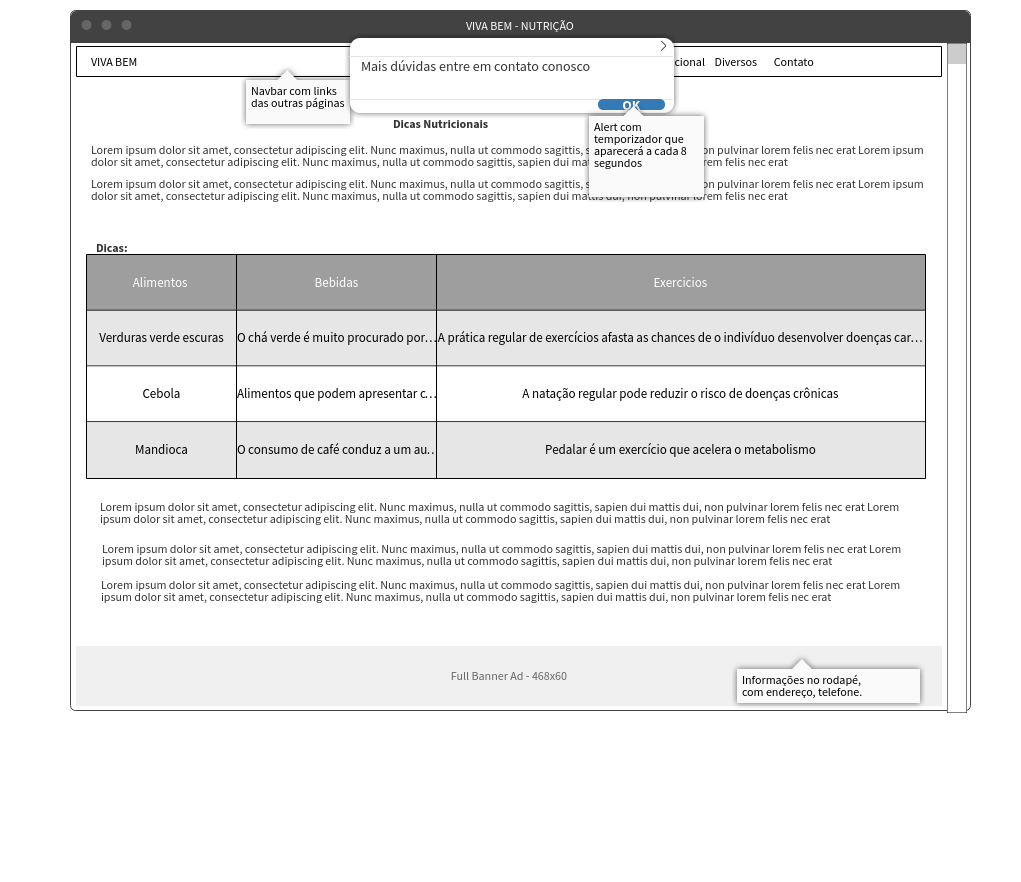 VIVA BEM - NUTRIÇÃO
VIVA BEM
cional Diversos Contato
Mais dúvidas entre em contato conosco
OK
Navbar com links
das outras páginas
Alert com
temporizador que
aparecerá a cada 8
segundos
Dicas Nutricionais
Lorem ipsum dolor sit amet, consectetur adipiscing elit. Nunc maximus, nulla ut commodo sagittis, s on pulvinar lorem felis nec erat Lorem ipsum
dolor sit amet, consectetur adipiscing elit. Nunc maximus, nulla ut commodo sagittis, sapien dui mat rem felis nec erat
Lorem ipsum dolor sit amet, consectetur adipiscing elit. Nunc maximus, nulla ut commodo sagittis, s on pulvinar lorem felis nec erat Lorem ipsum
dolor sit amet, consectetur adipiscing elit. Nunc maximus, nulla ut commodo sagittis, sapien dui mattis dui, non pulvinar lorem felis nec erat
Dicas:
Alimentos Bebidas Exercicios
Verduras verde escuras O chá verde é muito procurado por... A prática regular de exercícios afasta as chances de o indivíduo desenvolver doenças car...
Cebola Alimentos que podem apresentar c... A natação regular pode reduzir o risco de doenças crônicas
Mandioca O consumo de café conduz a um au... Pedalar é um exercício que acelera o metabolismo
Lorem ipsum dolor sit amet, consectetur adipiscing elit. Nunc maximus, nulla ut commodo sagittis, sapien dui mattis dui, non pulvinar lorem felis nec erat Lorem
ipsum dolor sit amet, consectetur adipiscing elit. Nunc maximus, nulla ut commodo sagittis, sapien dui mattis dui, non pulvinar lorem felis nec erat
Lorem ipsum dolor sit amet, consectetur adipiscing elit. Nunc maximus, nulla ut commodo sagittis, sapien dui mattis dui, non pulvinar lorem felis nec erat Lorem
ipsum dolor sit amet, consectetur adipiscing elit. Nunc maximus, nulla ut commodo sagittis, sapien dui mattis dui, non pulvinar lorem felis nec erat
Lorem ipsum dolor sit amet, consectetur adipiscing elit. Nunc maximus, nulla ut commodo sagittis, sapien dui mattis dui, non pulvinar lorem felis nec erat Lorem
ipsum dolor sit amet, consectetur adipiscing elit. Nunc maximus, nulla ut commodo sagittis, sapien dui mattis dui, non pulvinar lorem felis nec erat
Full Banner Ad - 468x60
Informações no rodapé,
com endereço, telefone.